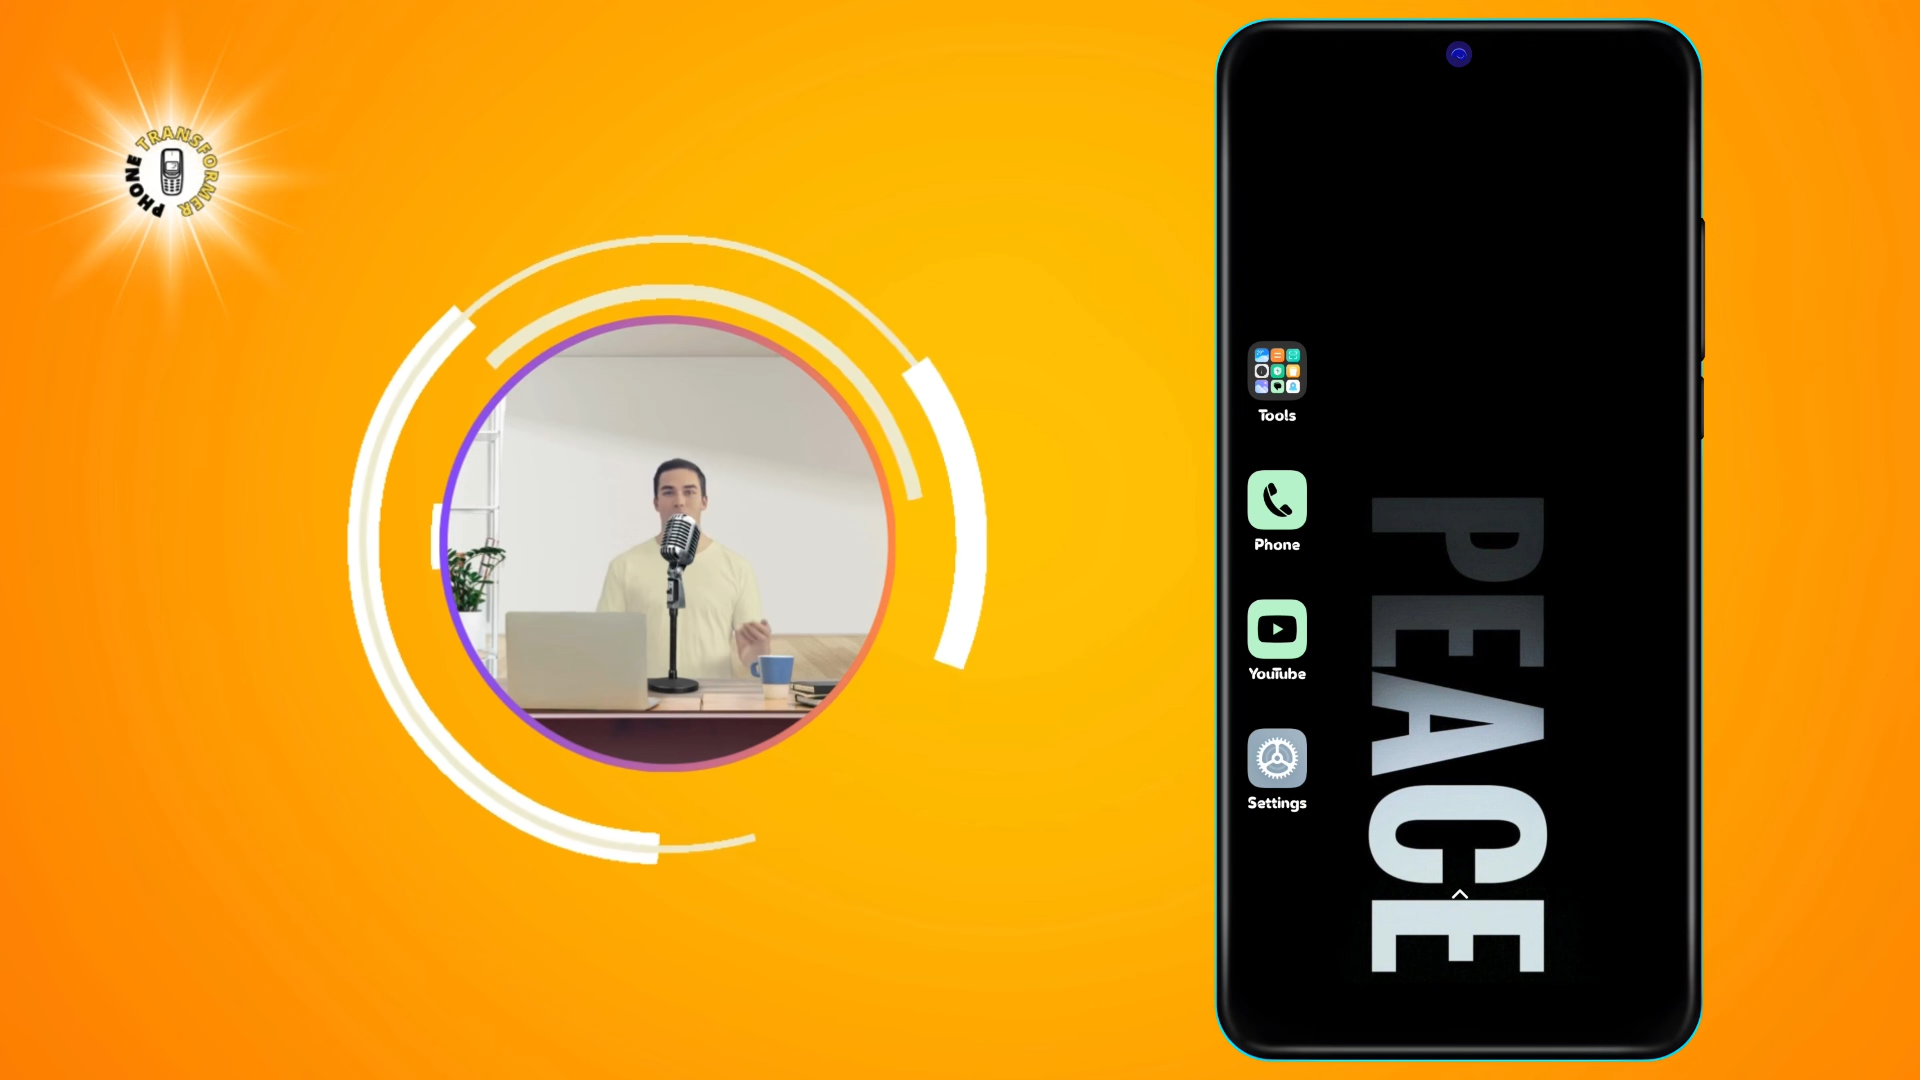 PHONE TRANSFORMER
Tools
Phone
YouTube
Settings
PEACE